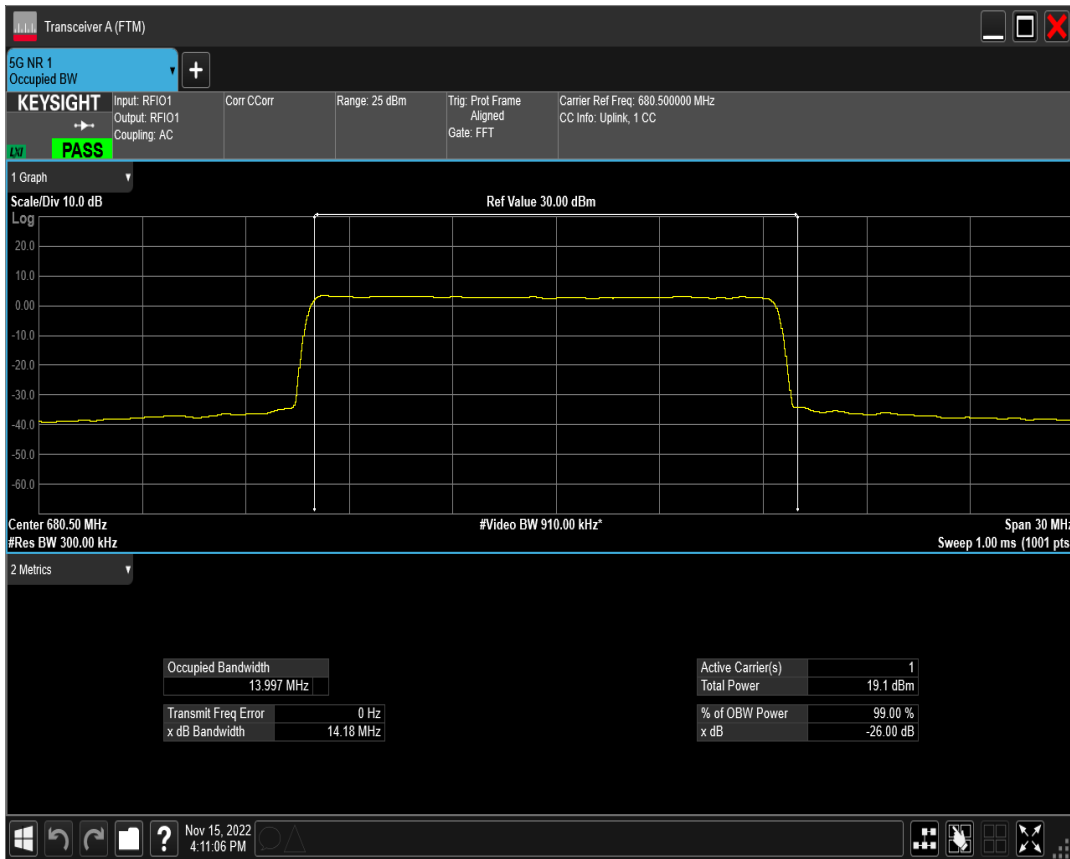 Transceiver A (FTM)
5G NR 1
Occupied BW
+
KEYSIGHT
LXI
PASS
Input: RFIO1
Output: RFIO1
Coupling: AC
Corr CCorr
Range: 25 dBm
Trig: Prot Frame
Aligned
Gate: FFT
Carrier Ref Freq: 680.500000 MHz
CC Info: Uplink, 1 CC
1 Graph
Scale/Div 10.0 dB
Ref Value 30.00 dBm
Log
20.0
10.0
0.00
-10.0
-20.0
-30.0
-40.0
-50.0
-60.0
Center 680.50 MHz
#Video BW 910.00 kHz*
Span 30 MHz
#Res BW 300.00 kHz
Sweep 1.00 ms (1001 pts
2 Metrics
Occupied Bandwidth
13.997 MHz
Transmit Freq Error 0 Hz
x dB Bandwidth 14.18 MHz
Active Carrier(s) 1
Total Power 19.1 dBm
% of OBW Power 99.00 %
x dB -26.00 dB
?
Nov 15, 2022
4:11:06 PM